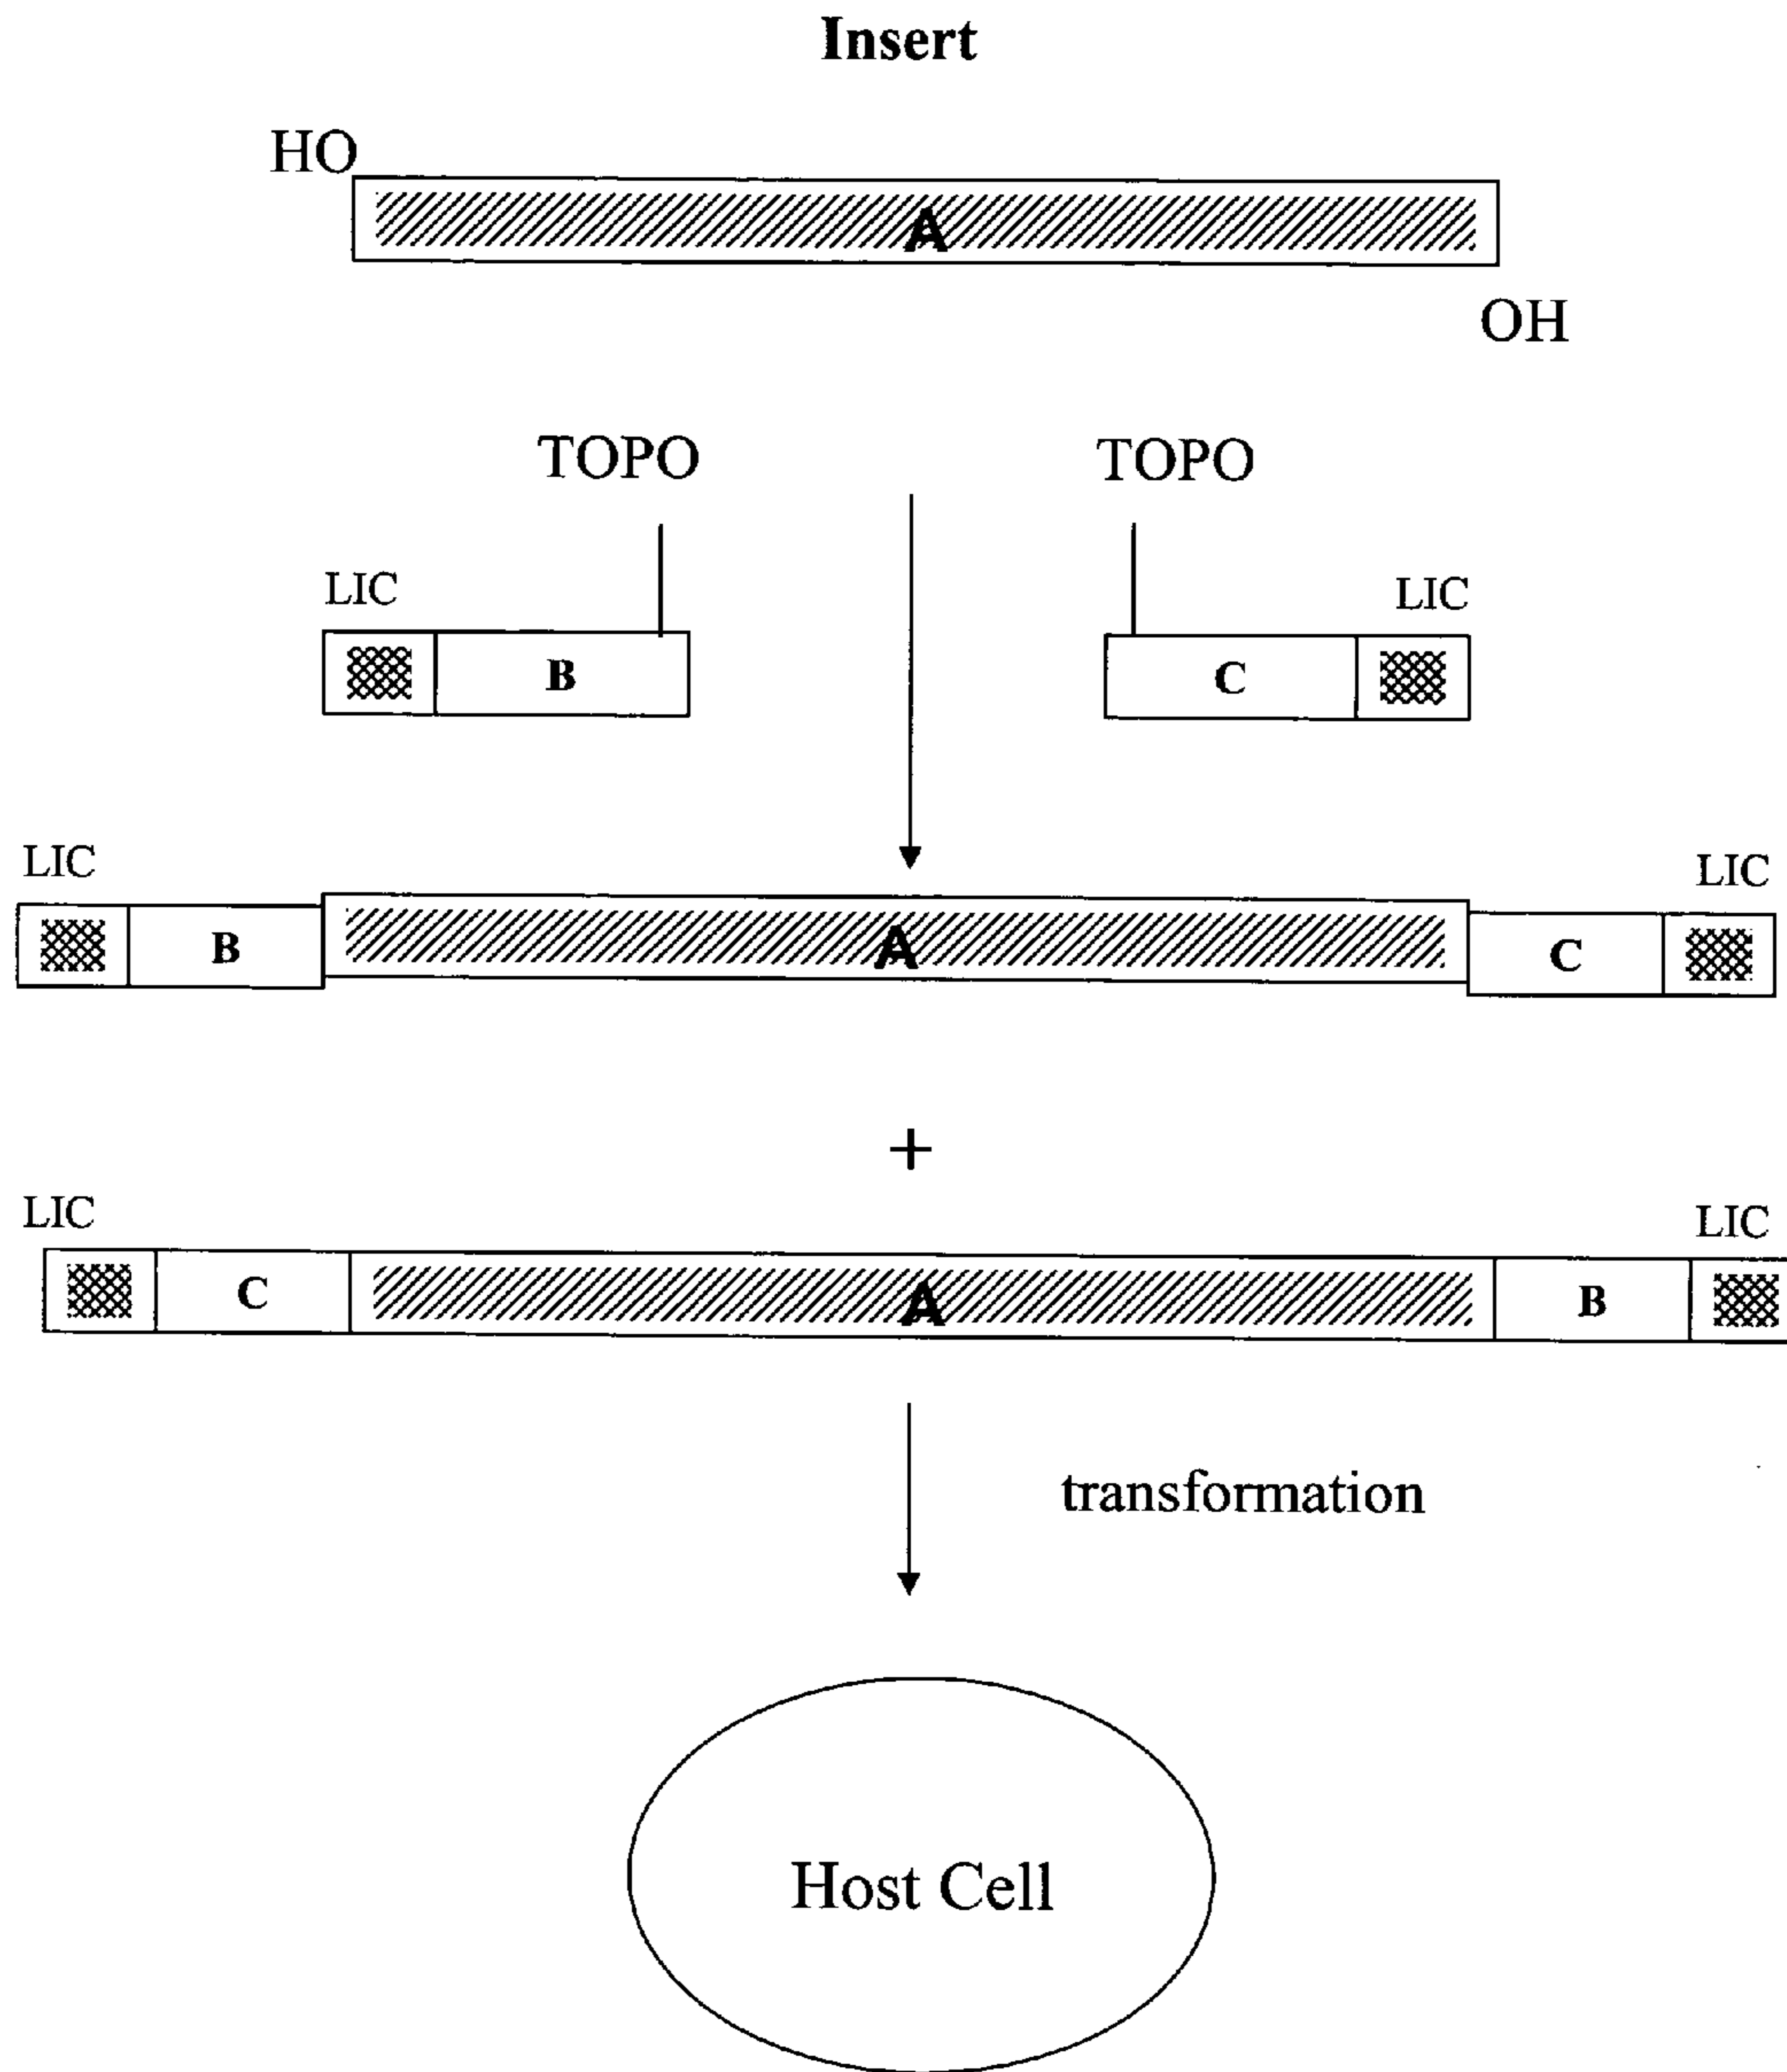 Insert
HO
A
OH
TOPO TOPO
LIC LIC
B C
LIC LIC
B A C
+
LIC LIC
C A B
transformation
Host Cell